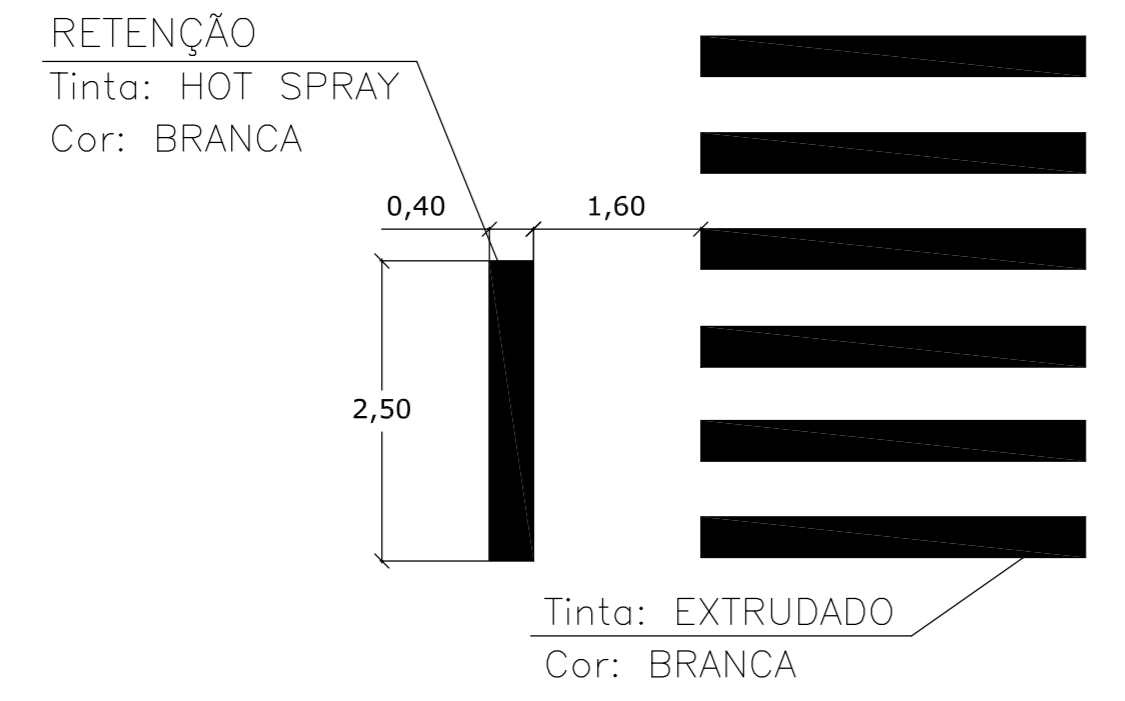 RETENÇÃO
Tinta: HOT SPRAY
Cor: BRANCA
0,40
1,60
2,50
Tinta: EXTRUDADO
Cor: BRANCA